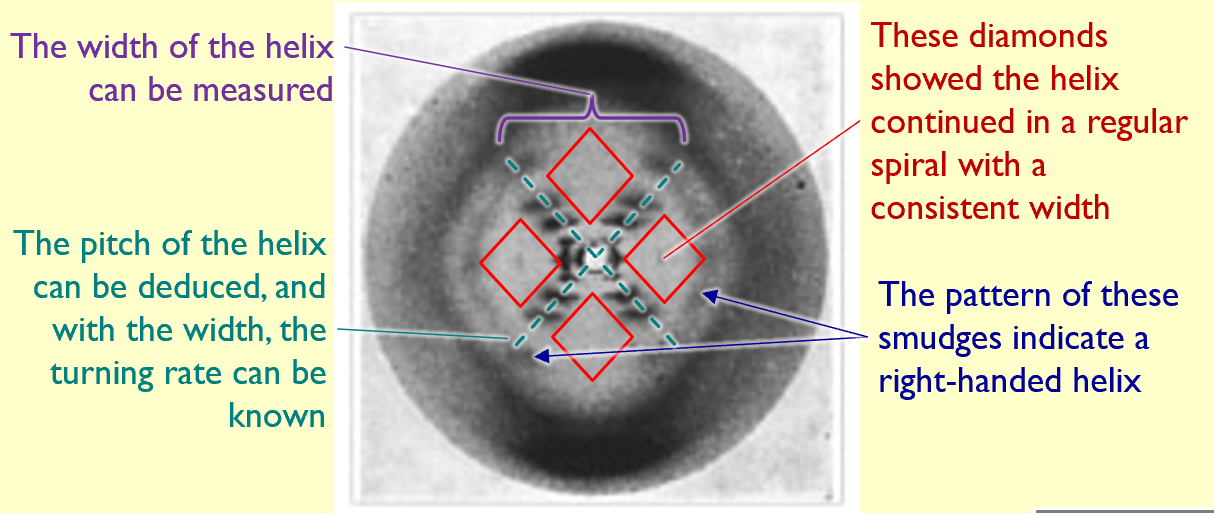 The width of the helix
can be measured
The pitch of the helix
can be deduced, and
with the width, the
turning rate can be
known
These diamonds
showed the helix
continued in a regular
spiral with a
consistent width
The pattern of these
smudges indicate a
right-handed helix